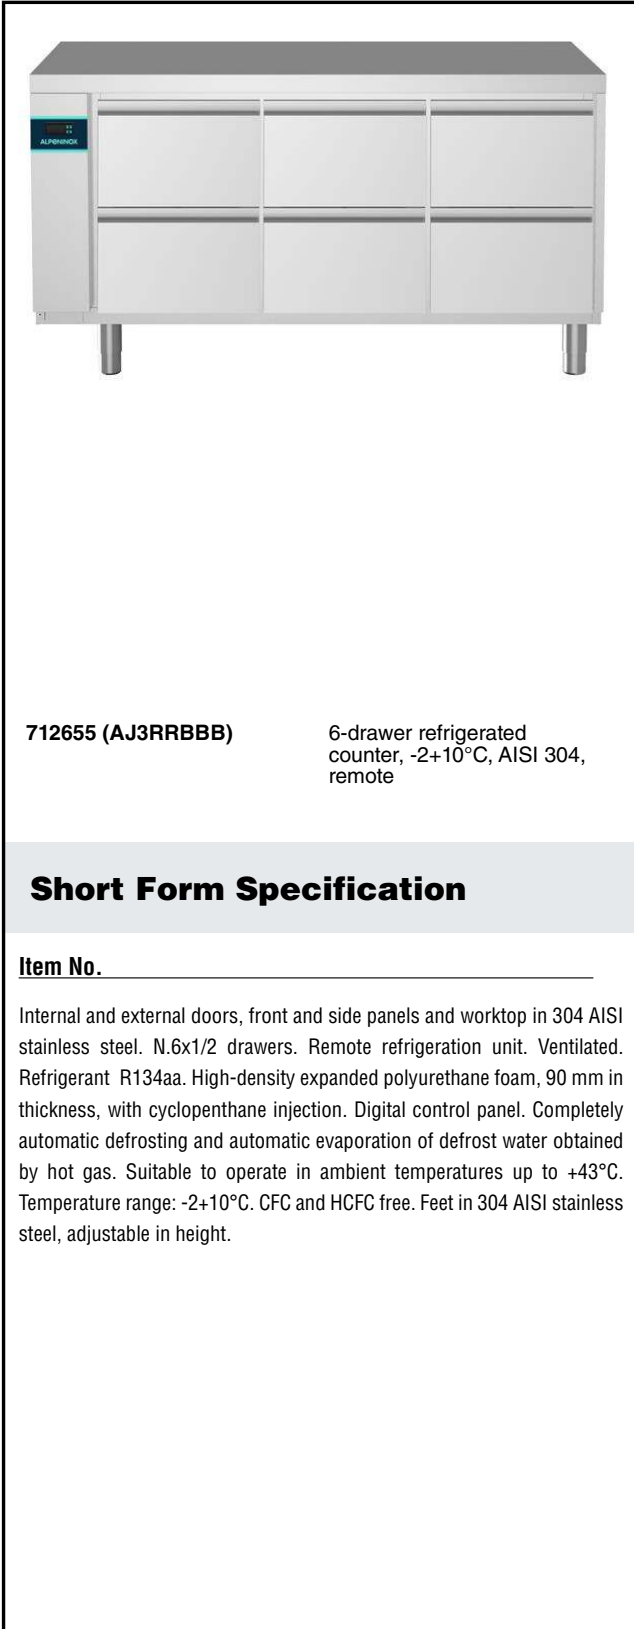 ALPENINOX
712655 (AJ3RRBBB)
6-drawer refrigerated
counter, -2+10°C, AISI 304,
remote
Short Form Specification
Item No.
Internal and external doors, front and side panels and worktop in 304 AISI
stainless steel. N.6x1/2 drawers. Remote refrigeration unit. Ventilated.
Refrigerant R134aa. High-density expanded polyurethane foam, 90 mm in
thickness, with cyclopenthane injection. Digital control panel. Completely
automatic defrosting and automatic evaporation of defrost water obtained
by hot gas. Suitable to operate in ambient temperatures up to +43°C.
Temperature range: -2+10°C. CFC and HCFC free. Feet in 304 AISI stainless
steel, adjustable in height.